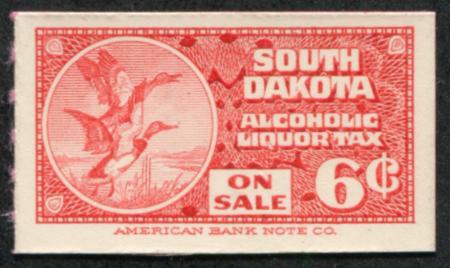 SOUTH
DAKOTA
ALCOHOLIC
LIQUOR TAX
ON
SALE
6¢
AMERICAN BANK NOTE CO.